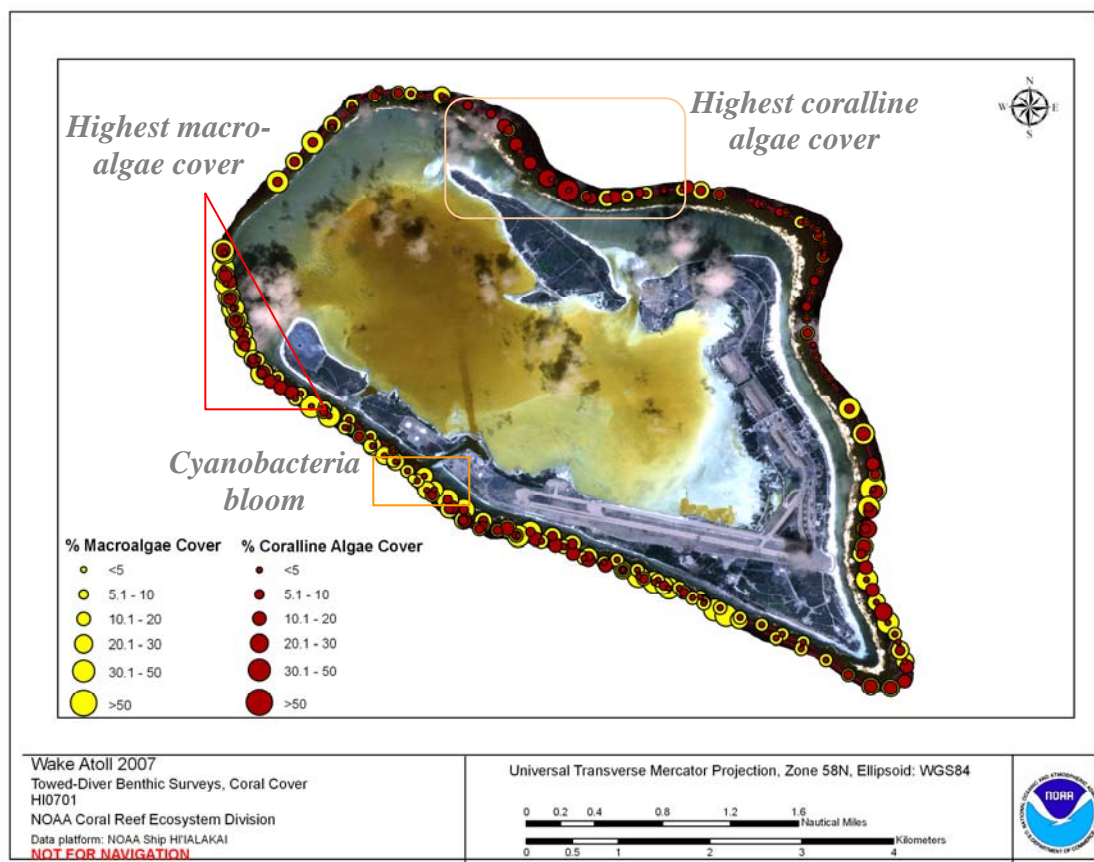 N
W
E
S
Highest macro-
algae cover
Highest coralline
algae cover
Cyanobacteria
bloom
% Macroalgae Cover
<5
5.1 - 10
10.1 - 20
20.1 - 30
30.1 - 50
>50
% Coralline Algae Cover
<5
5.1 - 10
10.1 - 20
20.1 - 30
30.1 - 50
>50
Wake Atoll 2007
Towed-Diver Benthic Surveys, Coral Cover
HI0701
NOAA Coral Reef Ecosystem Division
Data platform: NOAA Ship HI'IALAKAI
NOT FOR NAVIGATION
Universal Transverse Mercator Projection, Zone 58N, Ellipsoid: WGS84
0 0.2 0.4 0.8 1.2 1.6
Nautical Miles
Kilometers
0 0.5 1 2 3 4
NOAA